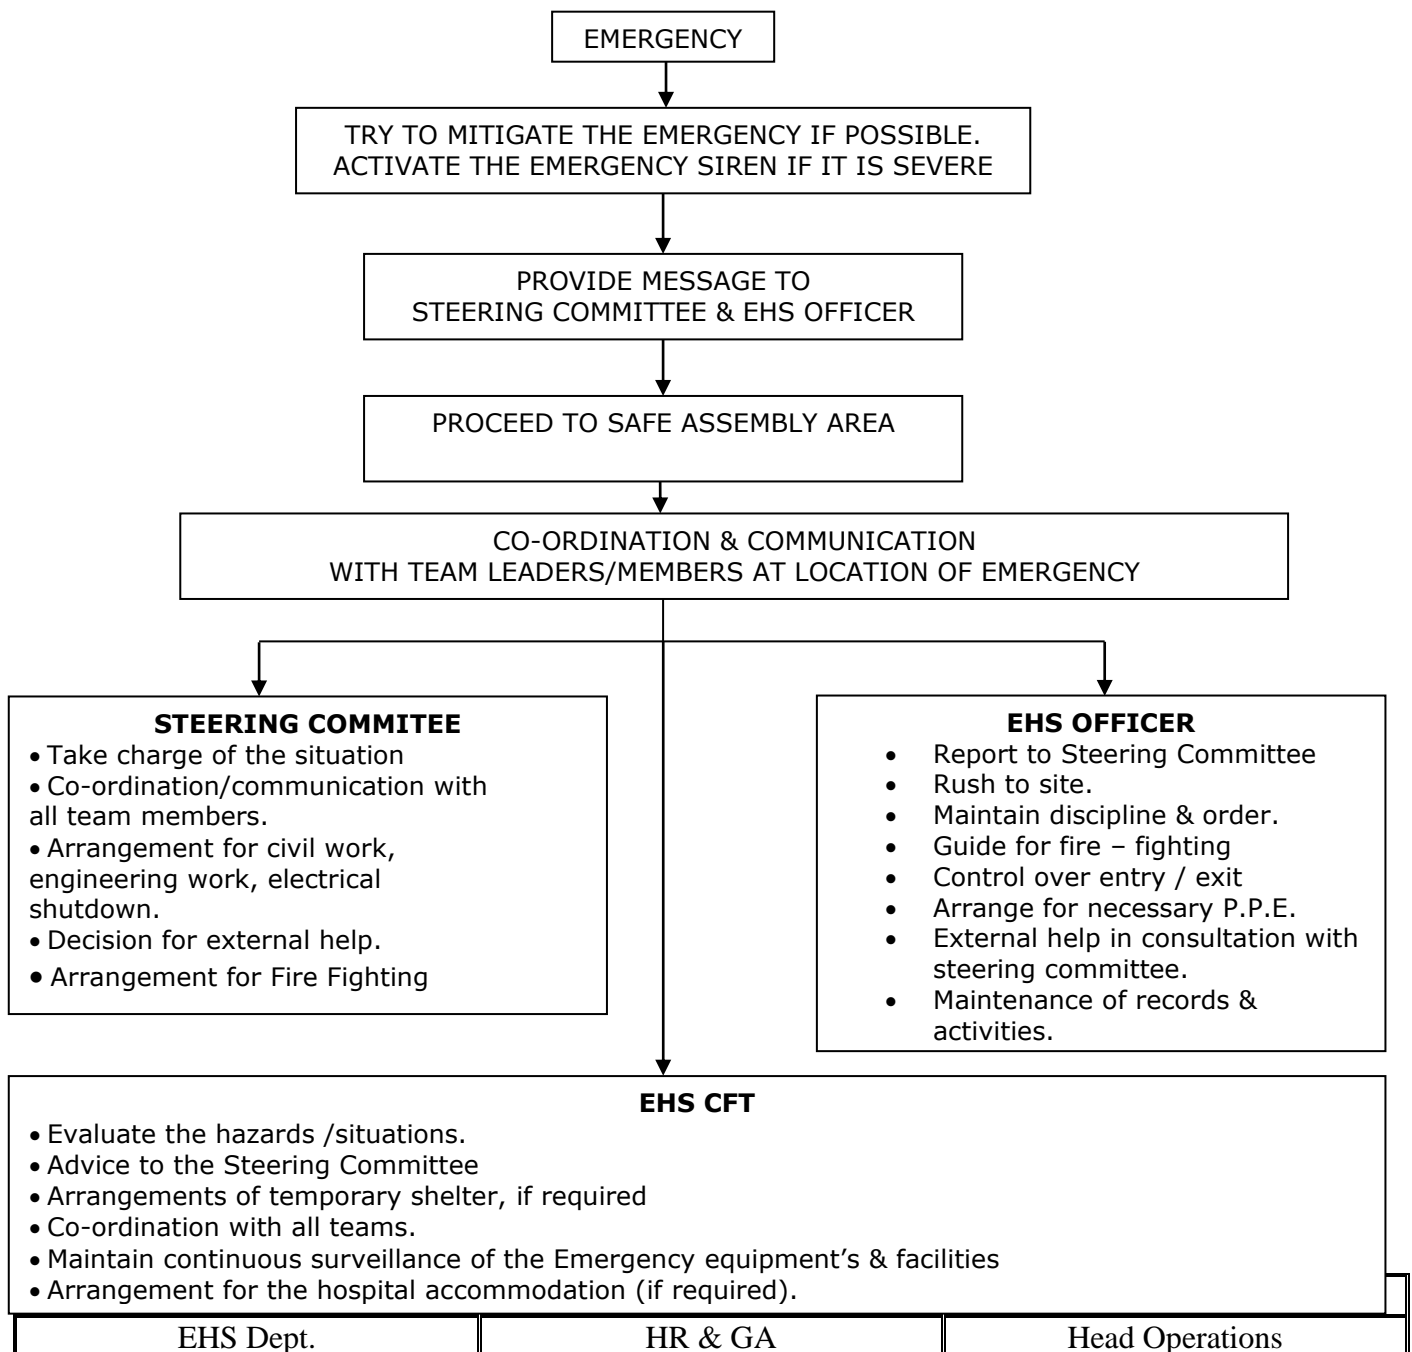 EMERGENCY
TRY TO MITIGATE THE EMERGENCY IF POSSIBLE.
ACTIVATE THE EMERGENCY SIREN IF IT IS SEVERE
PROVIDE MESSAGE TO
STEERING COMMITTEE & EHS OFFICER
PROCEED TO SAFE ASSEMBLY AREA
CO-ORDINATION & COMMUNICATION
WITH TEAM LEADERS/MEMBERS AT LOCATION OF EMERGENCY
STEERING COMMITEE
• Take charge of the situation
• Co-ordination/communication with
all team members.
• Arrangement for civil work,
engineering work, electrical
shutdown.
• Decision for external help.
• Arrangement for Fire Fighting
EHS OFFICER
• Report to Steering Committee
• Rush to site.
• Maintain discipline & order.
• Guide for fire – fighting
• Control over entry / exit
• Arrange for necessary P.P.E.
• External help in consultation with
steering committee.
• Maintenance of records &
activities.
EHS CFT
• Evaluate the hazards /situations.
• Advice to the Steering Committee
• Arrangements of temporary shelter, if required
• Co-ordination with all teams.
• Maintain continuous surveillance of the Emergency equipment's & facilities
• Arrangement for the hospital accommodation (if required).
EHS Dept. HR & GA Head Operations